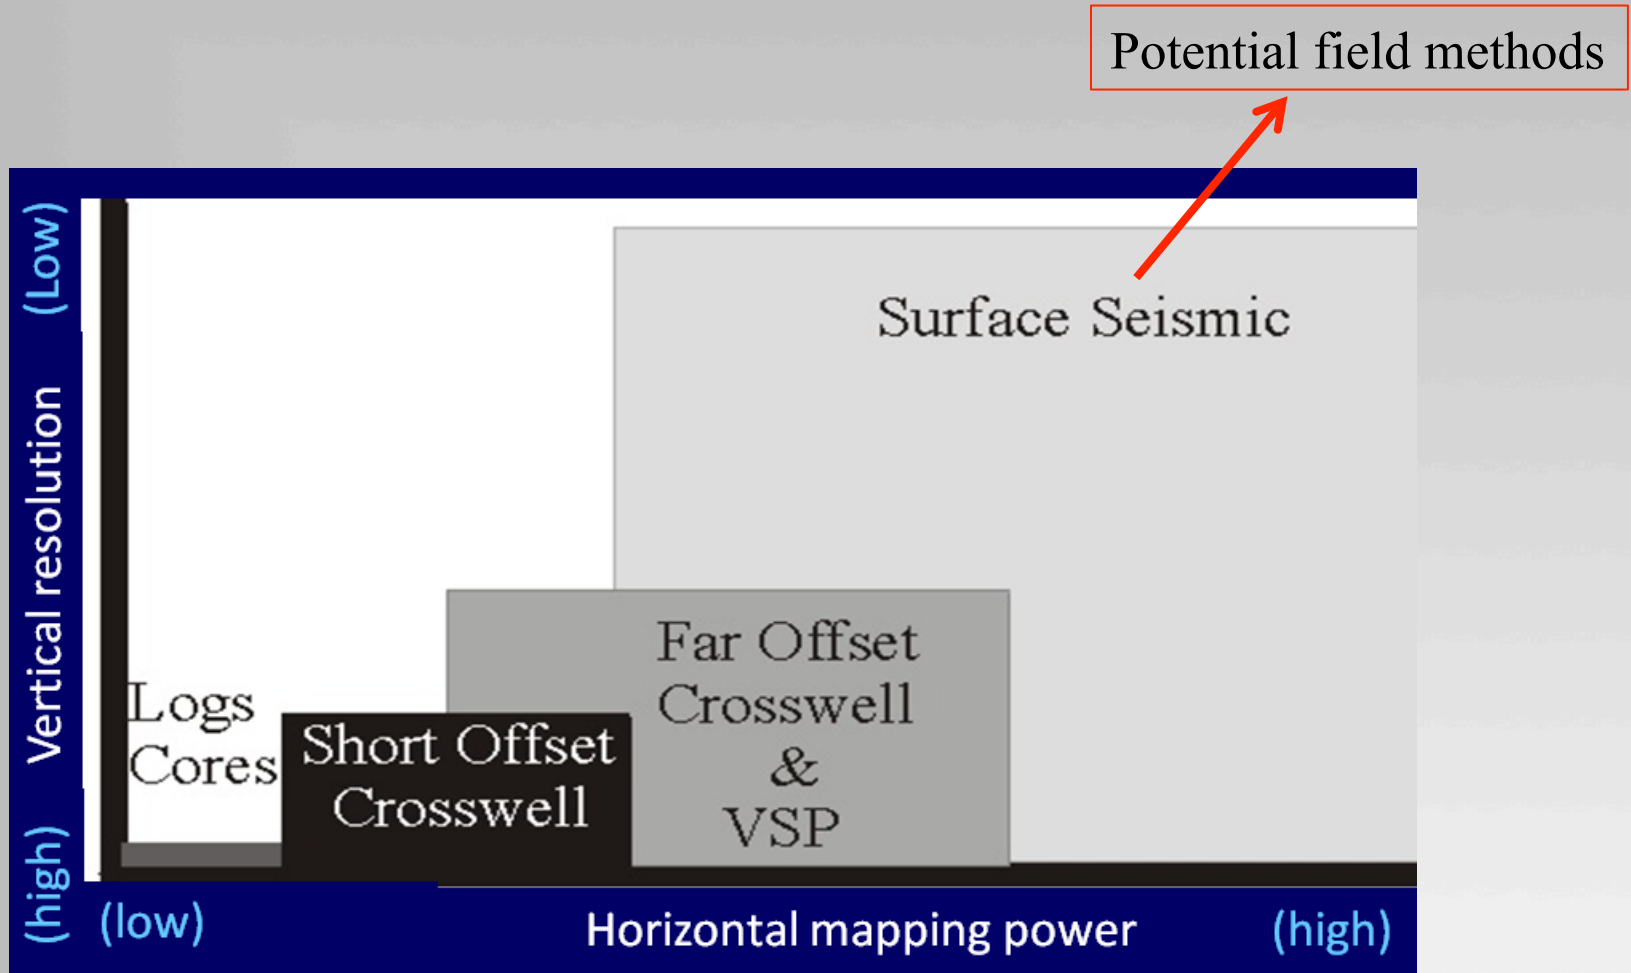 Potential field methods
(Low)
Vertical resolution
(high)
Surface Seismic
Far Offset
Crosswell
&
VSP
Logs
Cores
Short Offset
Crosswell
(low)
Horizontal mapping power
(high)